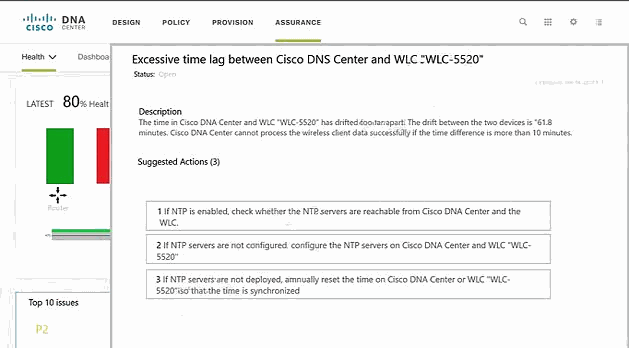 CISCO DNA CENTER DESIGN POLICY PROVISION ASSURANCE
Health Dashboa
Excessive time lag between Cisco DNS Center and WLC "WLC-5520"
Status: Open
LATEST 80% Healt
Description
The time in Cisco DNA Center and WLC "WLC-5520" has drifted too far apart. The drift between the two devices is "61.8
minutes. Cisco DNA Center cannot process the wireless client data successfully if the time difference is more than 10 minutes.
Suggested Actions (3)
Router
1 If NTP is enabled, check whether the NTP servers are reachable from Cisco DNA Center and the
WLC.
2 If NTP servers are not configured. configure the NTP servers on Cisco DNA Center and WLC "WLC-
5520"
3 If NTP servers are not deployed, amnually reset the time on Cisco DNA Center or WLC "WLC-
5520"iso that the time is synchronized
Top 10 issues
P2